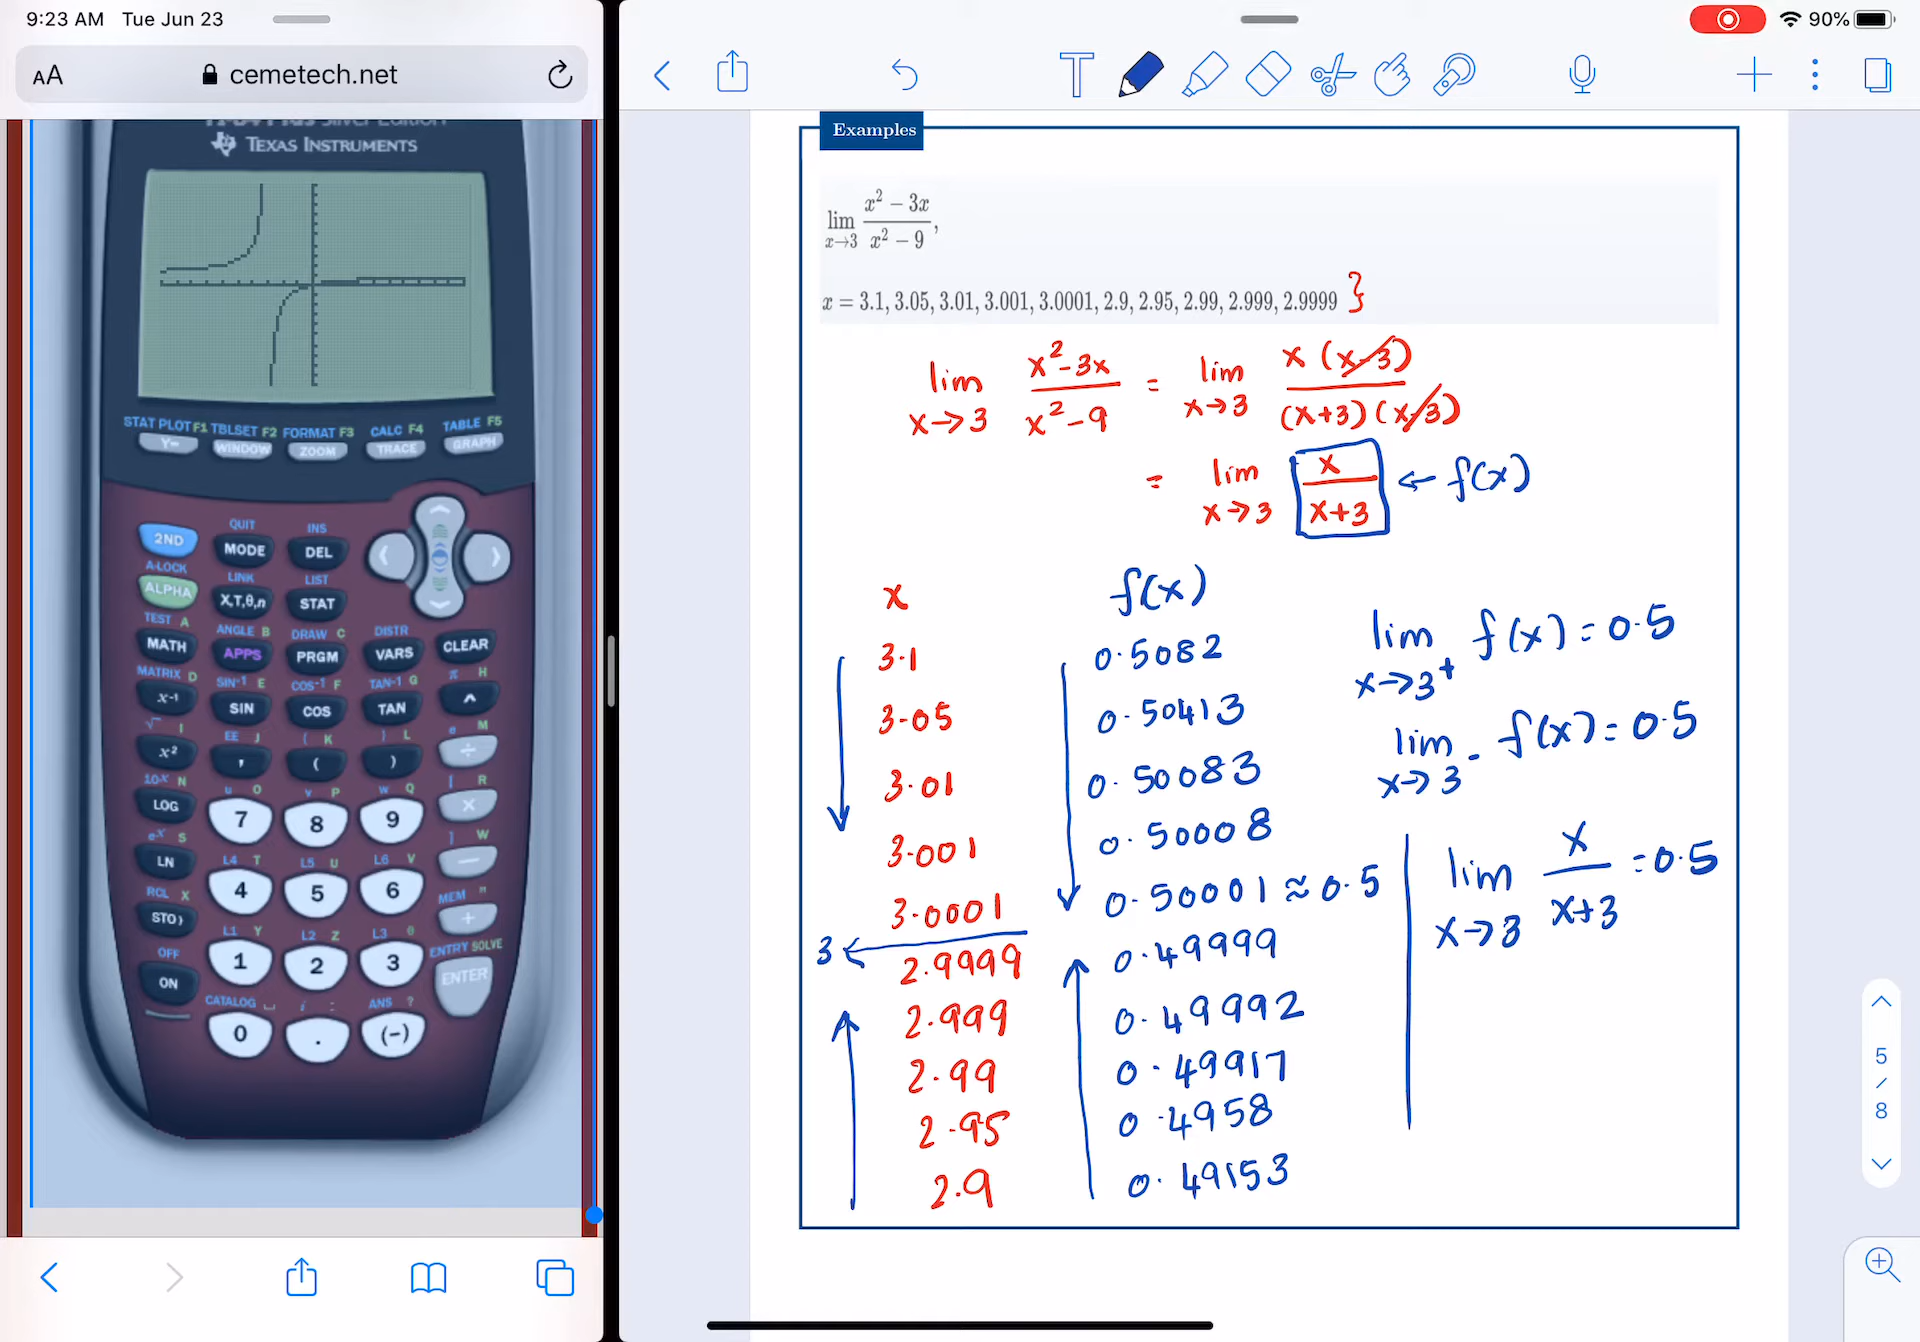 9:23 AM Tue Jun 23
90%
AA cemetech.net
TEXAS INSTRUMENTS
STAT PLOT F1 TBLSET F2 FORMAT F3 CALC F4 TABLE F5
Y= WINDOW ZOOM TRACE GRAPH
QUIT INS
2ND MODE DEL
A-LOCK LINK LIST
ALPHA X,T,θ,n STAT
TEST A ANGLE B DRAW C DISTR
MATH APPS PRGM VARS CLEAR
MATRIX D SIN⁻¹ E COS⁻¹ F TAN⁻¹ G π H
x⁻¹ SIN COS TAN ^
√ I EE J { K } L e M
x² , ( ) ÷
10ˣ N u O v P w Q [ R
LOG 7 8 9 ×
eˣ S L4 T L5 U L6 V ] W
LN 4 5 6 −
RCL X L1 Y L2 Z L3 θ MEM "
STO⟩ 1 2 3 +
OFF ENTRY SOLVE
ON ENTER
CATALOG ␣ i : ANS ?
0 . (-)
Examples
lim x→3 (x² − 3x)/(x² − 9),
x = 3.1, 3.05, 3.01, 3.001, 3.0001, 2.9, 2.95, 2.99, 2.999, 2.9999 }
lim x→3 (x²-3x)/(x²-9) = lim x→3 x(x-3)/((x+3)(x-3))
= lim x→3 x/(x+3) ← f(x)
x f(x)
3.1 0.5082
3.05 0.50413
3.01 0.50083
3.001 0.50008
3.0001 0.50001 ≈ 0.5
3 ←
2.9999 0.49999
2.999 0.49992
2.99 0.49917
2.95 0.4958
2.9 0.49153
lim x→3⁺ f(x) = 0.5
lim x→3⁻ f(x) = 0.5
lim x→3 x/(x+3) = 0.5
5
/
8